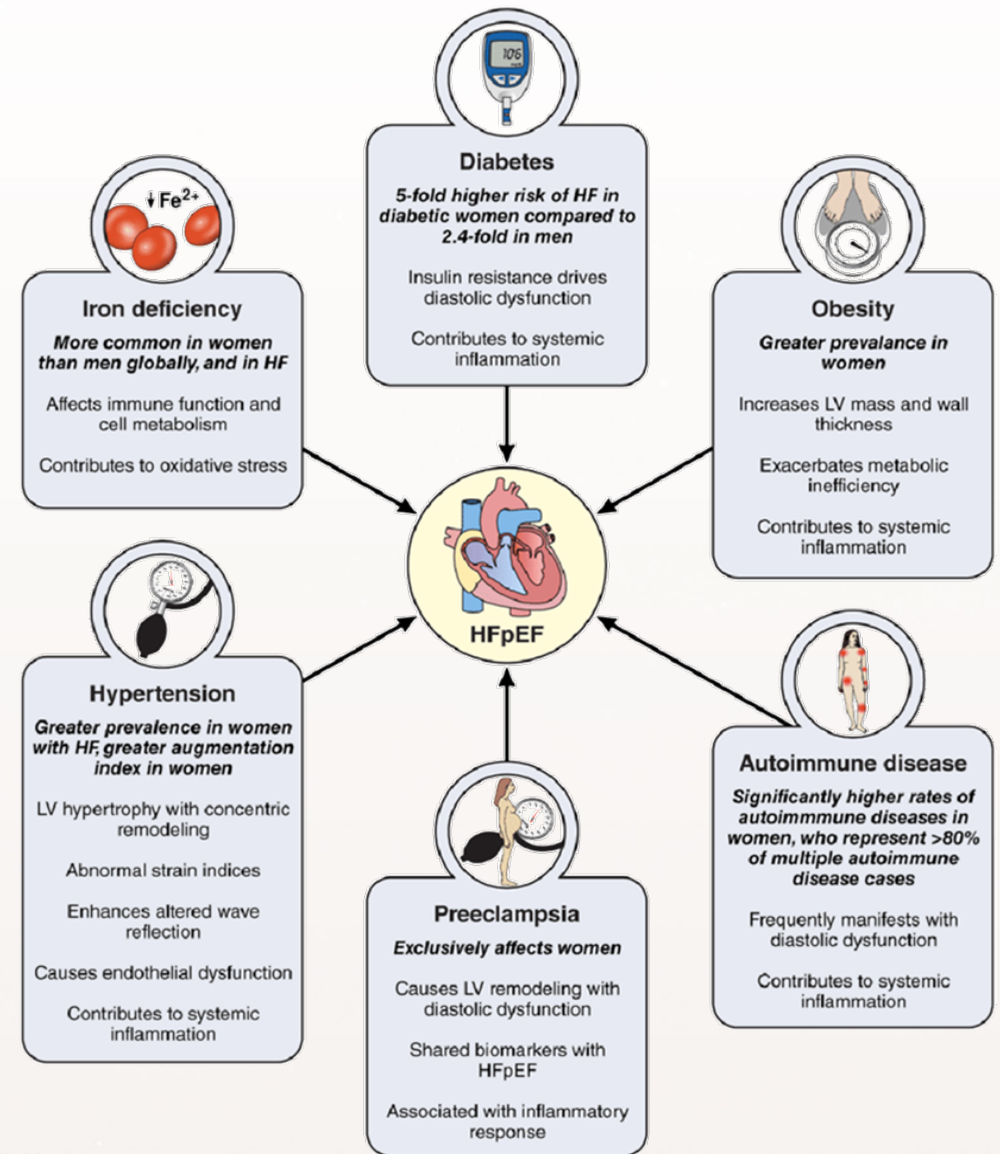 106
Diabetes
5-fold higher risk of HF in
diabetic women compared to
2.4-fold in men
Insulin resistance drives
diastolic dysfunction
Contributes to systemic
inflammation
↓Fe²⁺
Iron deficiency
More common in women
than men globally, and in HF
Affects immune function and
cell metabolism
Contributes to oxidative stress
Obesity
Greater prevalance in
women
Increases LV mass and wall
thickness
Exacerbates metabolic
inefficiency
Contributes to systemic
inflammation
HFpEF
Hypertension
Greater prevalence in women
with HF, greater augmentation
index in women
LV hypertrophy with concentric
remodeling
Abnormal strain indices
Enhances altered wave
reflection
Causes endothelial dysfunction
Contributes to systemic
inflammation
Preeclampsia
Exclusively affects women
Causes LV remodeling with
diastolic dysfunction
Shared biomarkers with
HFpEF
Associated with inflammatory
response
Autoimmune disease
Significantly higher rates of
autoimmmune diseases in
women, who represent >80%
of multiple autoimmune
disease cases
Frequently manifests with
diastolic dysfunction
Contributes to systemic
inflammation